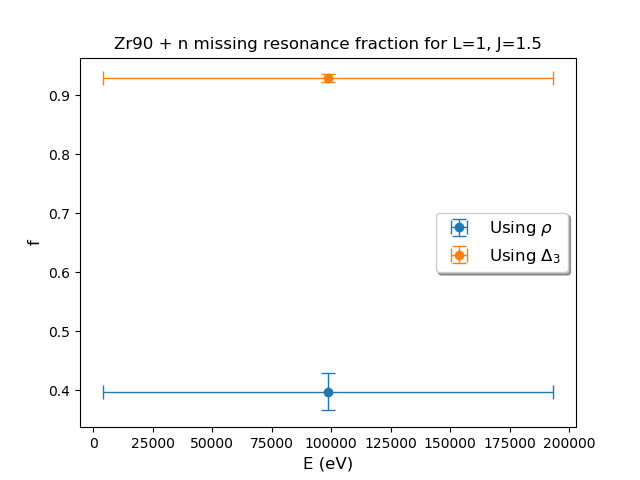 Zr90 + n missing resonance fraction for L=1, J=1.5
0.9
0.8
0.7
0.6
0.5
0.4
f
Using ρ
Using Δ₃
0 25000 50000 75000 100000 125000 150000 175000 200000
E (eV)